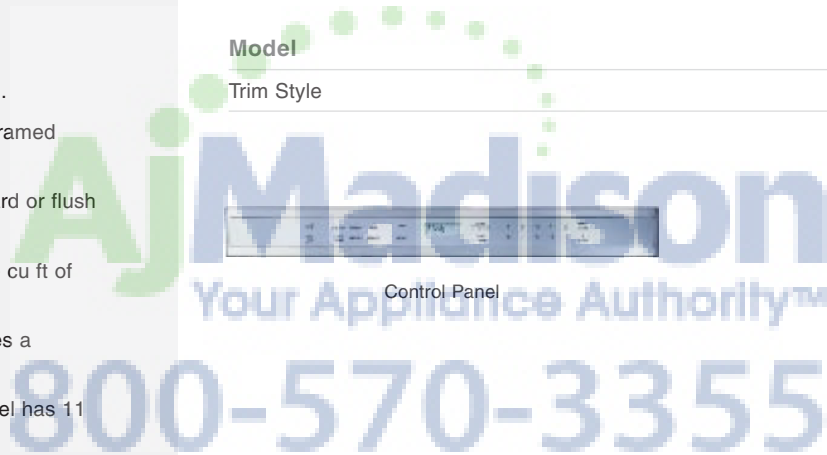 .
ramed
rd or flush
cu ft of
es a
el has 11
Model
Trim Style
Control Panel
AjMadison
Your Appliance Authority™
800-570-3355